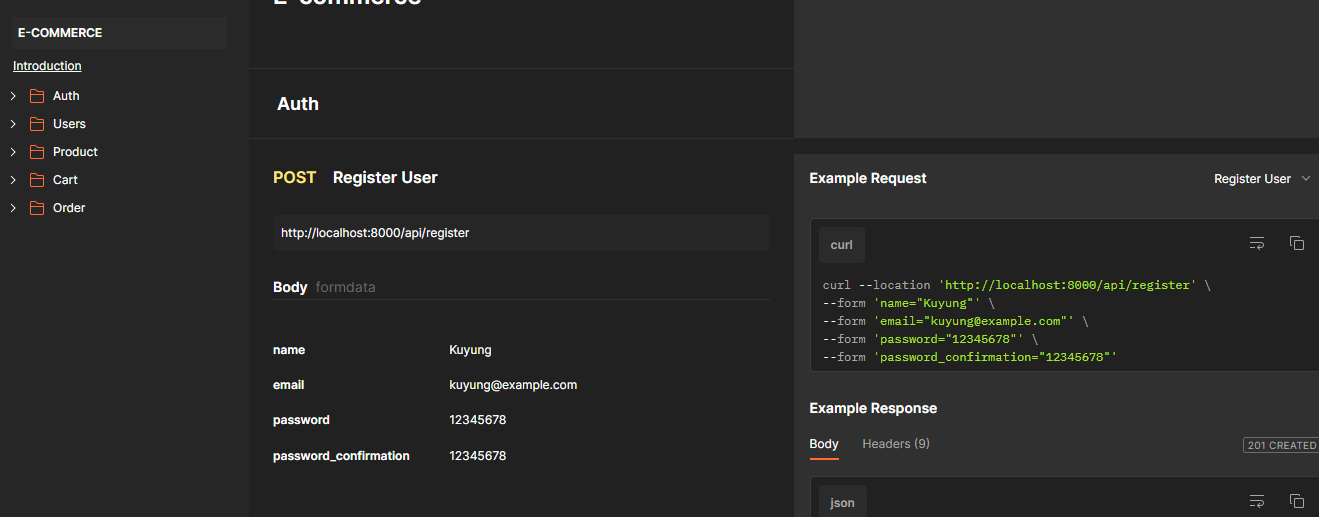 E-COMMERCE
Introduction
Auth
Users
Product
Cart
Order
E-commerce
Auth
POST Register User
http://localhost:8000/api/register
Body formdata
name Kuyung
email kuyung@example.com
password 12345678
password_confirmation 12345678
Example Request
Register User
curl
curl --location 'http://localhost:8000/api/register' \
--form 'name="Kuyung"' \
--form 'email="kuyung@example.com"' \
--form 'password="12345678"' \
--form 'password_confirmation="12345678"'
Example Response
Body Headers (9)
201 CREATED
json